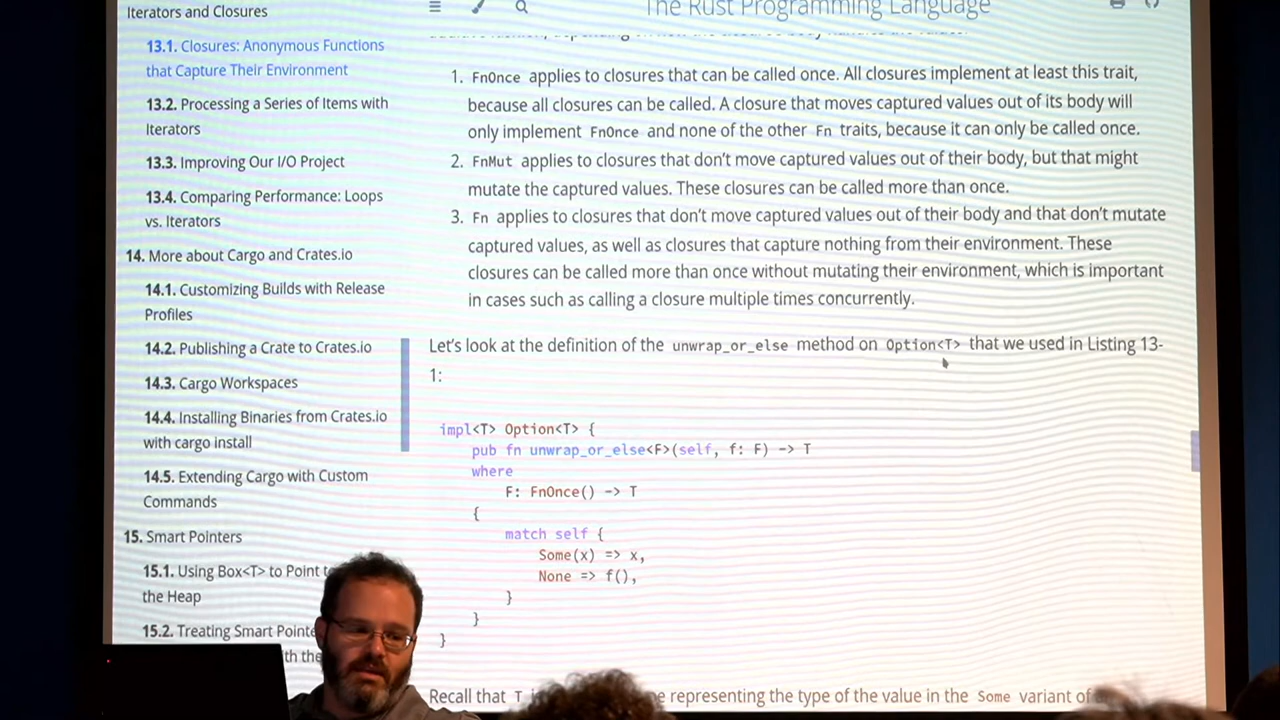 Iterators and Closures
13.1. Closures: Anonymous Functions
that Capture Their Environment
13.2. Processing a Series of Items with
Iterators
13.3. Improving Our I/O Project
13.4. Comparing Performance: Loops
vs. Iterators
14. More about Cargo and Crates.io
14.1. Customizing Builds with Release
Profiles
14.2. Publishing a Crate to Crates.io
14.3. Cargo Workspaces
14.4. Installing Binaries from Crates.io
with cargo install
14.5. Extending Cargo with Custom
Commands
15. Smart Pointers
15.1. Using Box<T> to Point
the Heap
15.2. Treating Smart
The Rust Programming Language
1. FnOnce applies to closures that can be called once. All closures implement at least this trait,
because all closures can be called. A closure that moves captured values out of its body will
only implement FnOnce and none of the other Fn traits, because it can only be called once.
2. FnMut applies to closures that don't move captured values out of their body, but that might
mutate the captured values. These closures can be called more than once.
3. Fn applies to closures that don't move captured values out of their body and that don't mutate
captured values, as well as closures that capture nothing from their environment. These
closures can be called more than once without mutating their environment, which is important
in cases such as calling a closure multiple times concurrently.
Let's look at the definition of the unwrap_or_else method on Option<T> that we used in Listing 13-
1:
impl<T> Option<T> {
pub fn unwrap_or_else<F>(self, f: F) -> T
where
F: FnOnce() -> T
{
match self {
Some(x) => x,
None => f(),
}
}
}
Recall that T representing the type of the value in the Some variant of